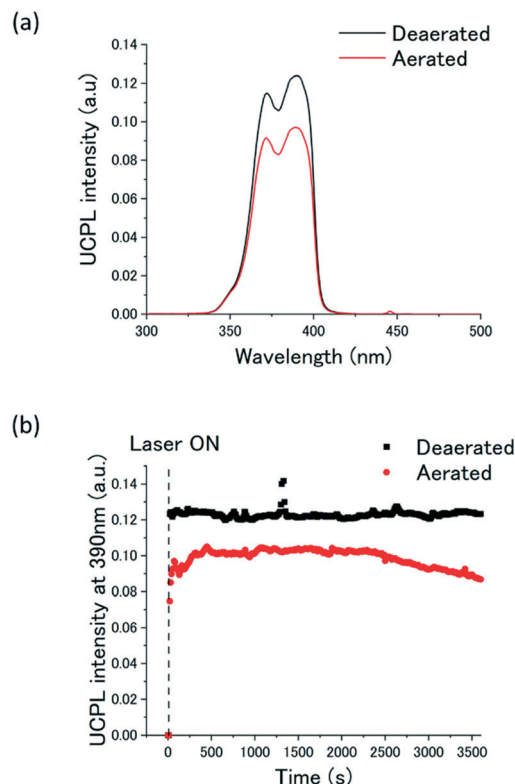 (a)
Deaerated
Aerated
UCPL intensity (a.u)
0.14
0.12
0.10
0.08
0.06
0.04
0.02
0.00
300
350
400
450
500
Wavelength (nm)
(b)
Laser ON
Deaerated
Aerated
UCPL intensity at 390nm (a.u.)
0.14
0.12
0.10
0.08
0.06
0.04
0.02
0.00
0
500
1000
1500
2000
2500
3000
3500
Time (s)